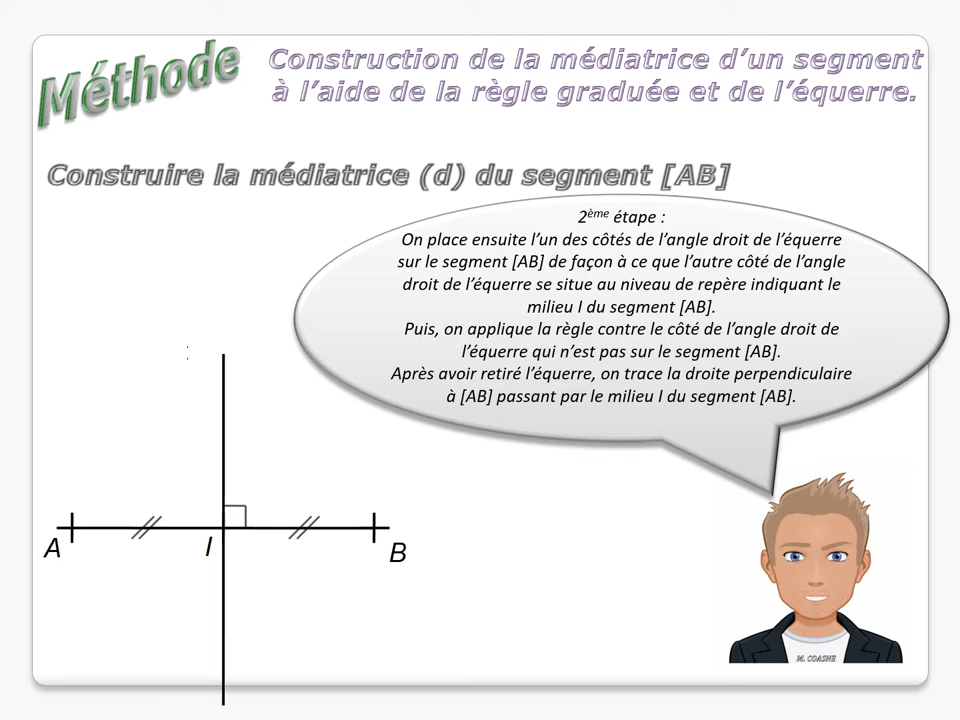 Méthode
Construction de la médiatrice d’un segment
à l’aide de la règle graduée et de l’équerre.
Construire la médiatrice (d) du segment [AB]
2ème étape :
On place ensuite l’un des côtés de l’angle droit de l’équerre
sur le segment [AB] de façon à ce que l’autre côté de l’angle
droit de l’équerre se situe au niveau de repère indiquant le
milieu I du segment [AB].
Puis, on applique la règle contre le côté de l’angle droit de
l’équerre qui n’est pas sur le segment [AB].
Après avoir retiré l’équerre, on trace la droite perpendiculaire
à [AB] passant par le milieu I du segment [AB].
A
I
B
M. COASNE